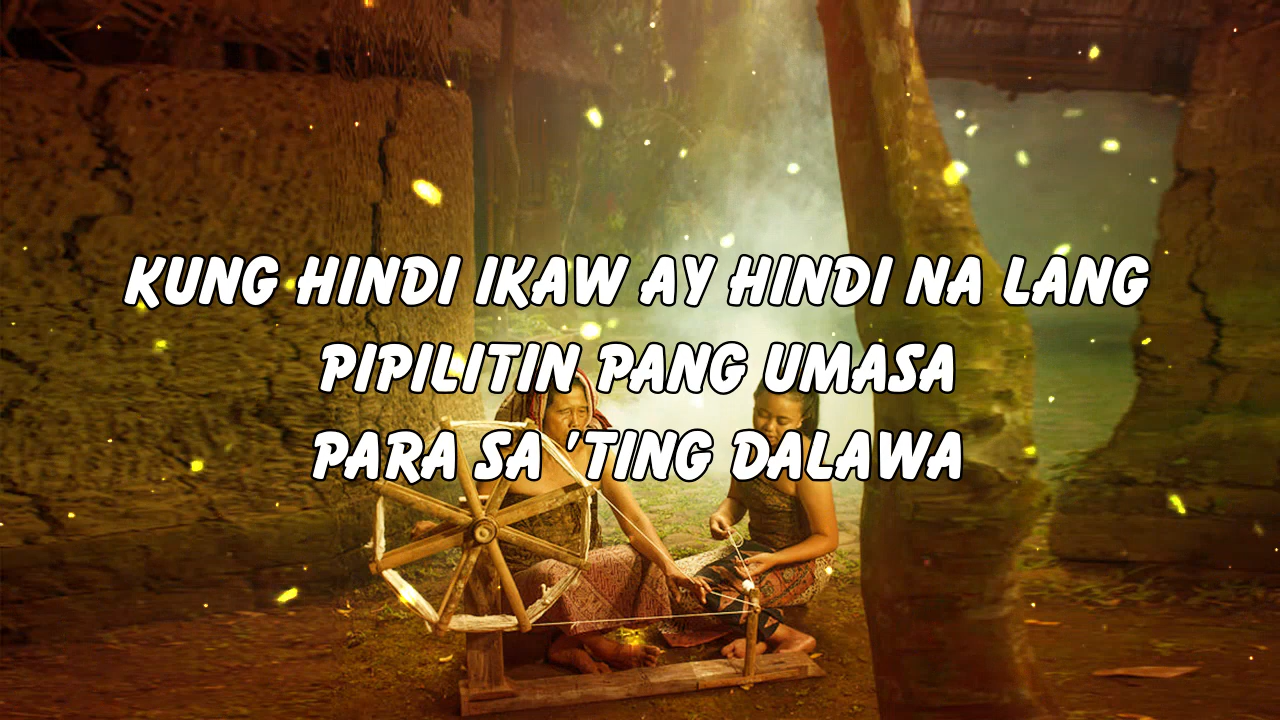 KUNG HINDI IKAW AY HINDI NA LANG
PIPILITIN PANG UMASA
PARA SA 'TING DALAWA